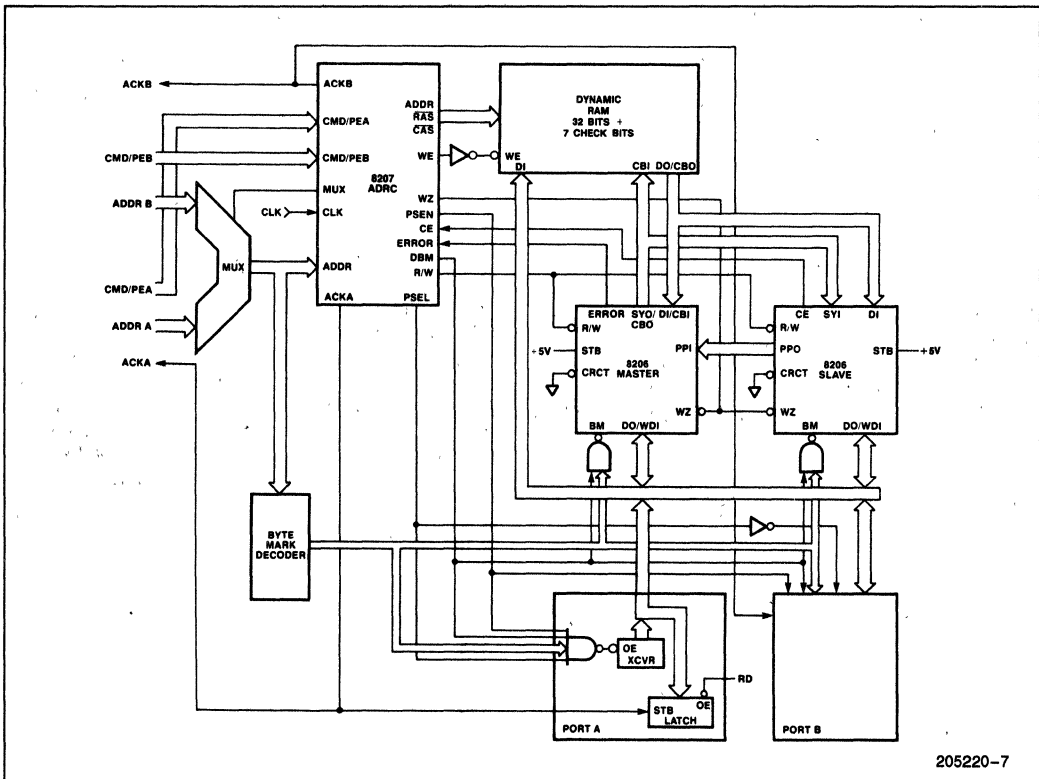 ACKB
CMD/PEB
ADDR B
CMD/PEA
ADDR A
ACKA
MUX
CLK
ACKB
CMD/PEA
CMD/PEB
MUX
CLK
ADDR
ACKA
PSEL
8207
ADRC
ADDR
RAS
CAS
WE
WZ
PSEN
CE
ERROR
DBM
R/W
DYNAMIC
RAM
32 BITS +
7 CHECK BITS
WE
DI
CBI
DO/CBO
ERROR
SYO/
CBO
DI/CBI
R/W
+5V
STB
CRCT
PPI
8206
MASTER
WZ
BM
DO/WDI
CE
SYI
DI
R/W
PPO
STB
+5V
CRCT
8206
SLAVE
WZ
BM
DO/WDI
BYTE
MARK
DECODER
OE
XCVR
RD
STB
OE
LATCH
PORT A
PORT B
205220-7